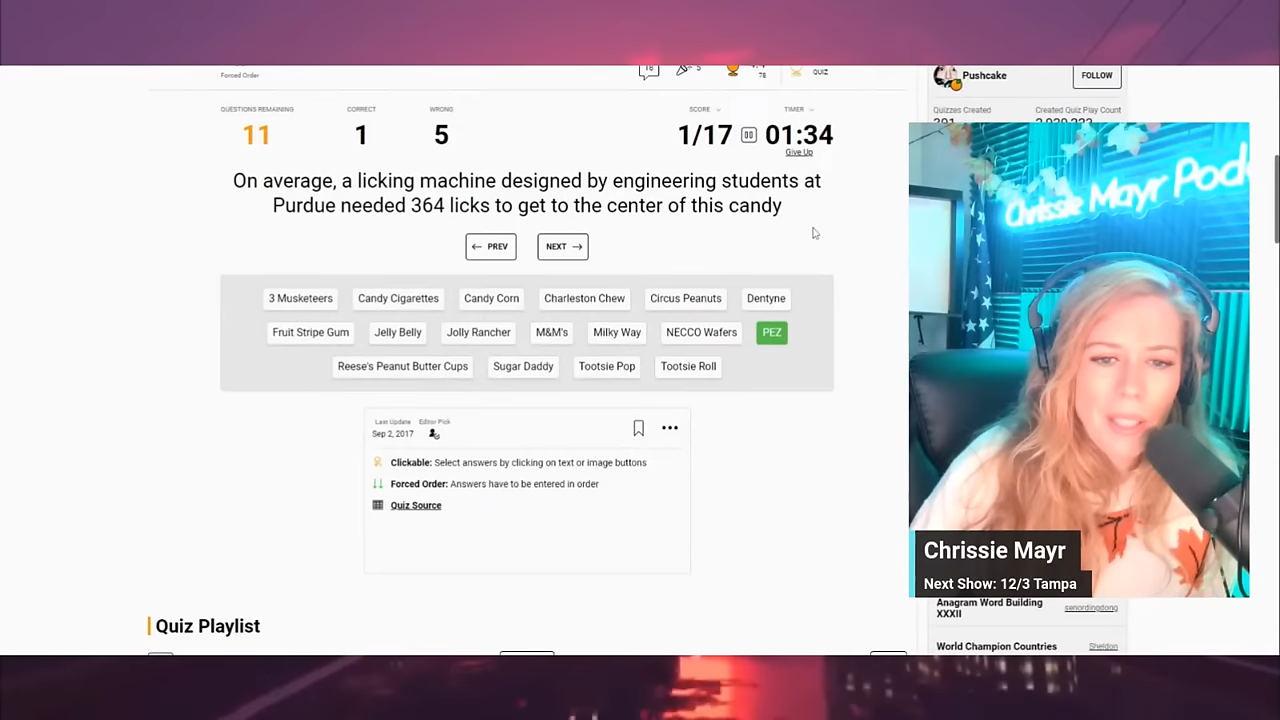 Forced Order
16
5
78
QUIZ
Pushcake
FOLLOW
QUESTIONS REMAINING
CORRECT
WRONG
SCORE
TIMER
11
1
5
1/17
01:34
Give Up
Quizzes Created
Created Quiz Play Count
On average, a licking machine designed by engineering students at
Purdue needed 364 licks to get to the center of this candy
← PREV
NEXT →
3 Musketeers
Candy Cigarettes
Candy Corn
Charleston Chew
Circus Peanuts
Dentyne
Fruit Stripe Gum
Jelly Belly
Jolly Rancher
M&M's
Milky Way
NECCO Wafers
PEZ
Reese's Peanut Butter Cups
Sugar Daddy
Tootsie Pop
Tootsie Roll
Last Update
Editor Pick
Sep 2, 2017
Clickable: Select answers by clicking on text or image buttons
Forced Order: Answers have to be entered in order
Quiz Source
Quiz Playlist
Chrissie Mayr Pod
Chrissie Mayr
Next Show: 12/3 Tampa
Anagram Word Building
XXXII
senordingdong
World Champion Countries
Sheldon